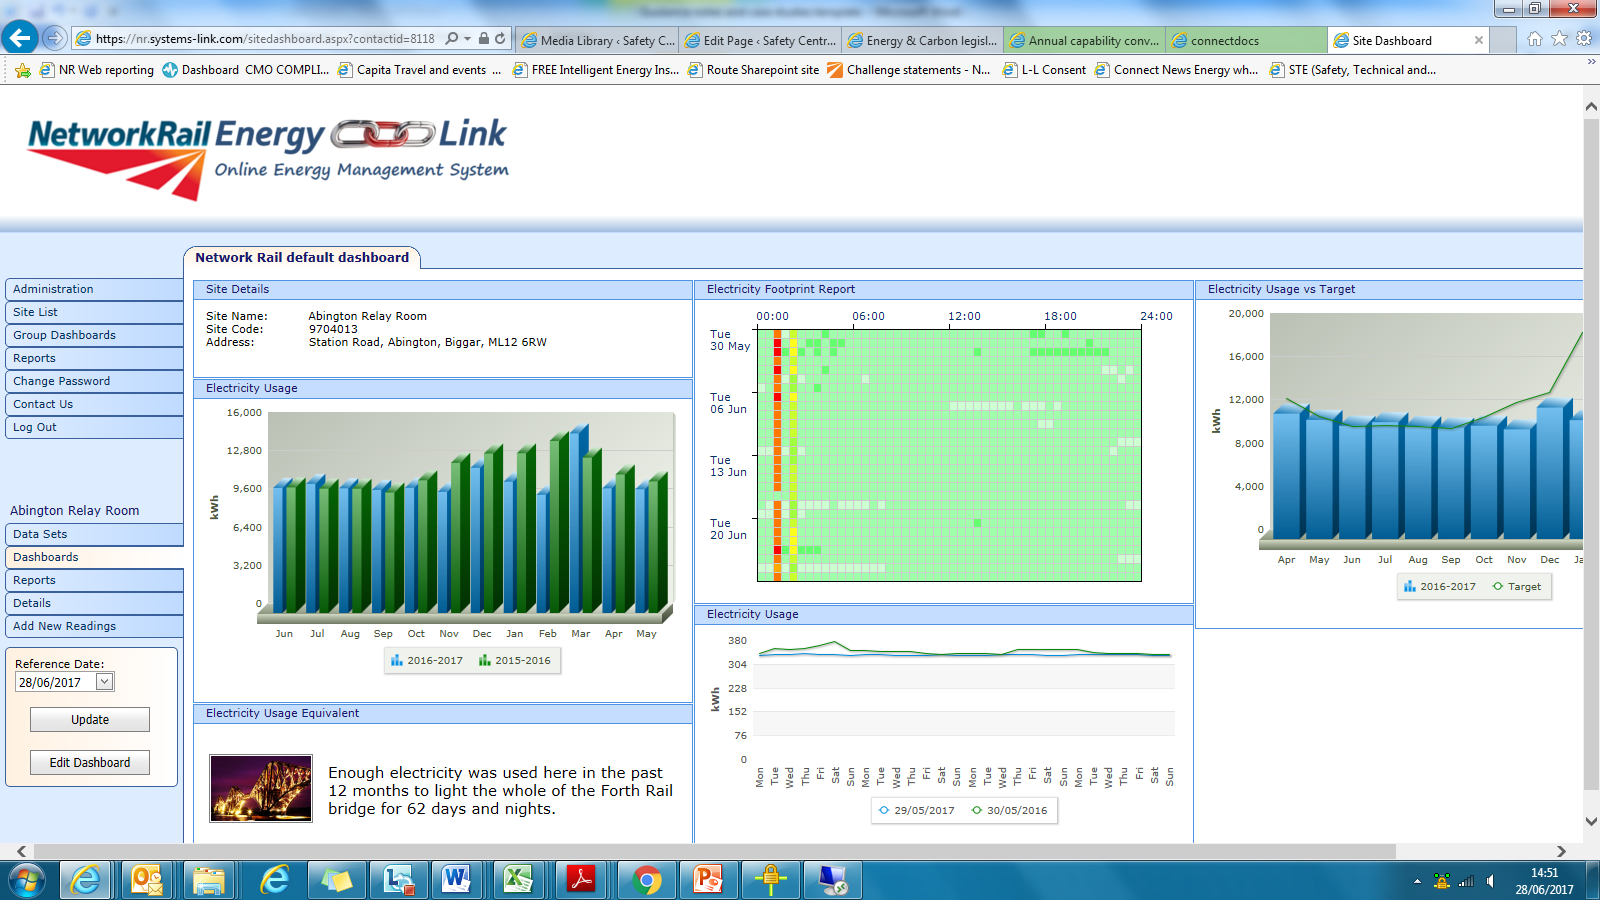 https://nr.systems-link.com/sitedashboard.aspx?contactid=8118
Media Library ‹ Safety C...
Edit Page ‹ Safety Centr...
Energy & Carbon legisl...
Annual capability conv...
connectdocs
Site Dashboard
NR Web reporting
Dashboard CMO COMPLI...
Capita Travel and events ...
FREE Intelligent Energy Ins...
Route Sharepoint site
Challenge statements - N...
L-L Consent
Connect News Energy wh...
STE (Safety, Technical and...
NetworkRail Energy Link
Online Energy Management System
Network Rail default dashboard
Administration
Site List
Group Dashboards
Reports
Change Password
Contact Us
Log Out
Abington Relay Room
Data Sets
Dashboards
Reports
Details
Add New Readings
Reference Date:
28/06/2017
Update
Edit Dashboard
Site Details
Site Name: Abington Relay Room
Site Code: 9704013
Address: Station Road, Abington, Biggar, ML12 6RW
Electricity Usage
16,000
12,800
9,600
6,400
3,200
0
kWh
Jun Jul Aug Sep Oct Nov Dec Jan Feb Mar Apr May
2016-2017 2015-2016
Electricity Usage Equivalent
Enough electricity was used here in the past
12 months to light the whole of the Forth Rail
bridge for 62 days and nights.
Electricity Footprint Report
00:00 06:00 12:00 18:00 24:00
Tue
30 May
Tue
06 Jun
Tue
13 Jun
Tue
20 Jun
Electricity Usage
380
304
228
152
76
0
kWh
Mon Tue Wed Thu Fri Sat Sun Mon Tue Wed Thu Fri Sat Sun Mon Tue Wed Thu Fri Sat Sun Mon Tue Wed Thu Fri Sat Sun
29/05/2017 30/05/2016
Electricity Usage vs Target
20,000
16,000
12,000
8,000
4,000
0
kWh
Apr May Jun Jul Aug Sep Oct Nov Dec Ja
2016-2017 Target
14:51
28/06/2017